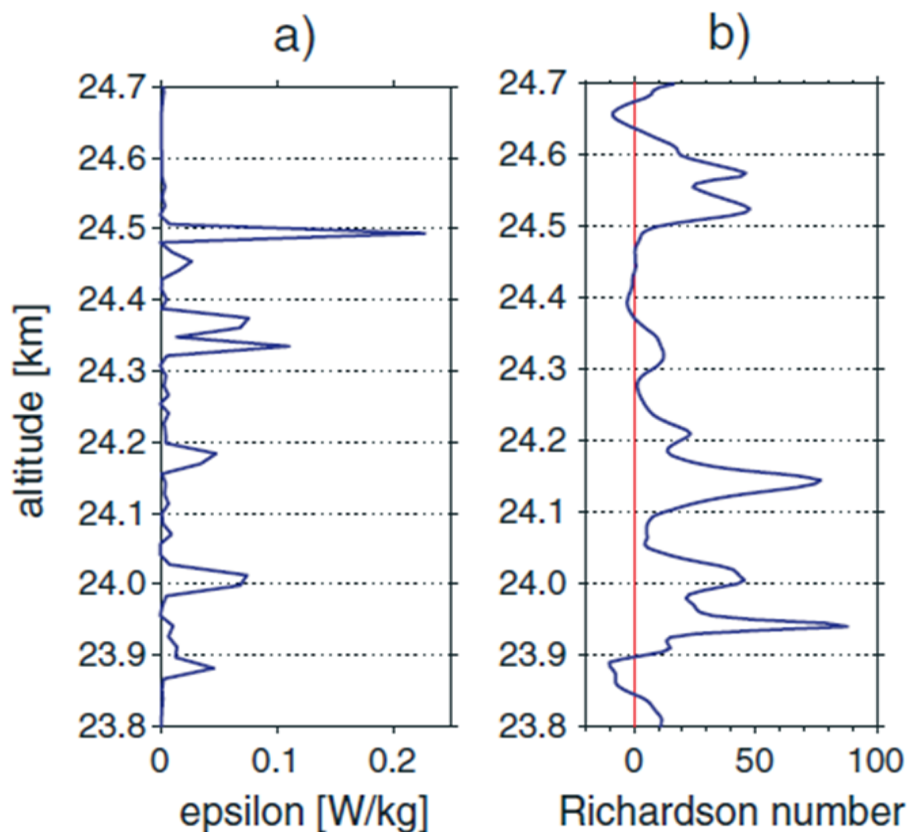 a)
24.7
24.6
24.5
24.4
24.3
24.2
24.1
24.0
23.9
23.8
0 0.1 0.2
altitude [km]
epsilon [W/kg]
b)
24.7
24.6
24.5
24.4
24.3
24.2
24.1
24.0
23.9
23.8
0 50 100
Richardson number